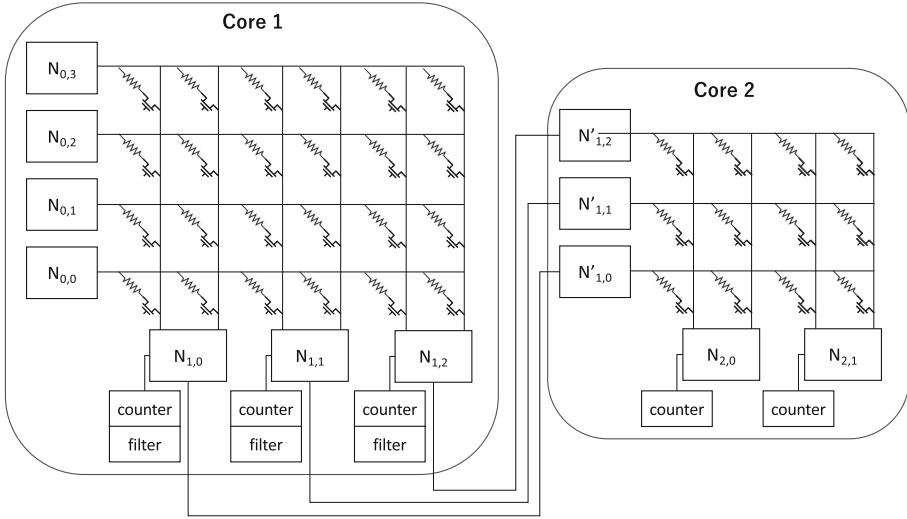 Core 1
N0,3
N0,2
N0,1
N0,0
N1,0
N1,1
N1,2
counter
filter
counter
filter
counter
filter
Core 2
N'1,2
N'1,1
N'1,0
N2,0
N2,1
counter
counter